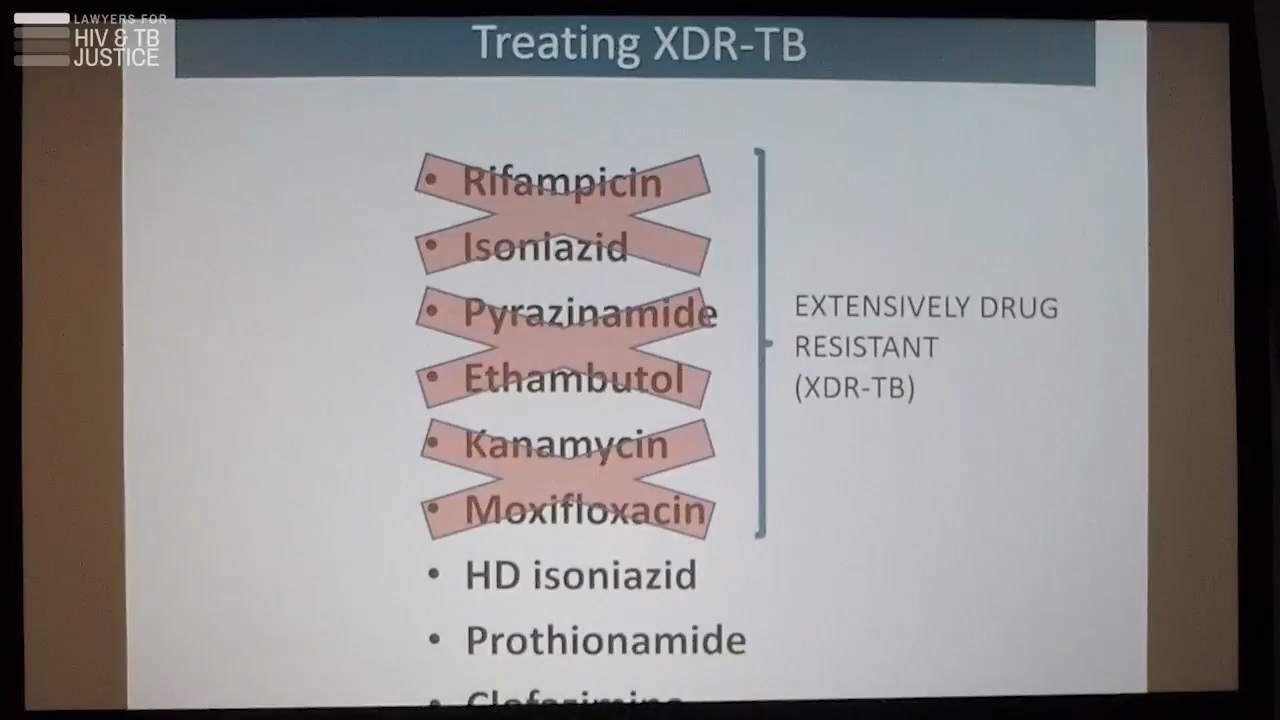 LAWYERS FOR
HIV & TB
JUSTICE
Treating XDR-TB
• Rifampicin
• Isoniazid
• Pyrazinamide
• Ethambutol
• Kanamycin
• Moxifloxacin
EXTENSIVELY DRUG
RESISTANT
(XDR-TB)
• HD isoniazid
• Prothionamide
• Clofazimine